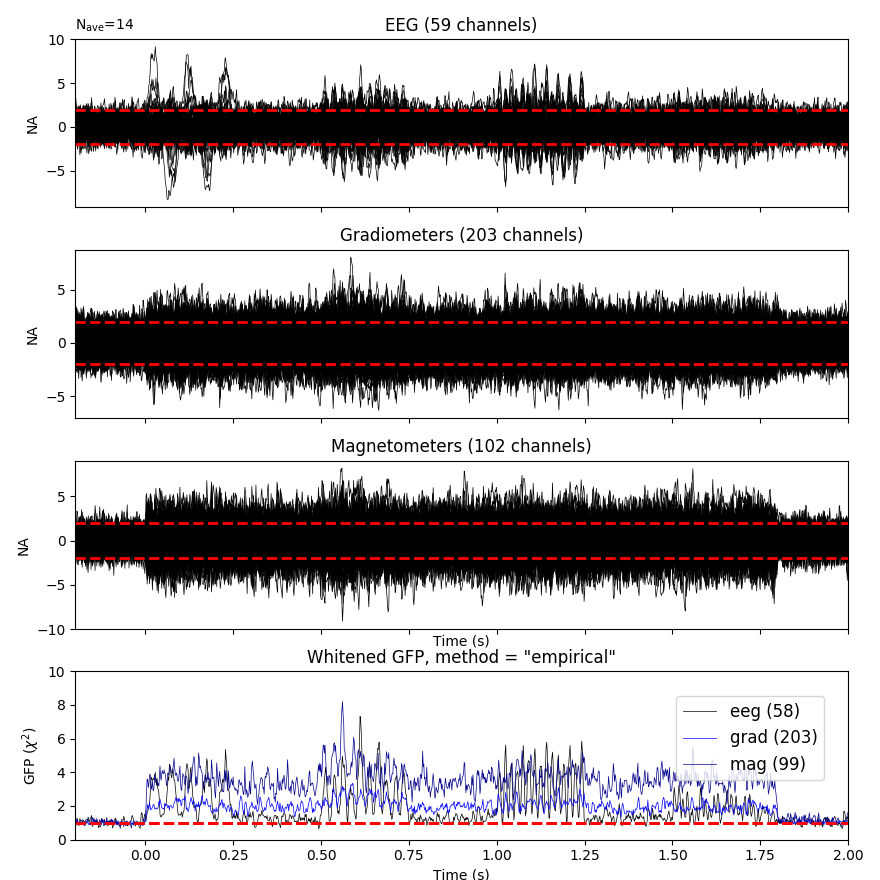 Nave=14
EEG (59 channels)
10
5
0
−5
NA
Gradiometers (203 channels)
5
0
−5
NA
Magnetometers (102 channels)
5
0
−5
−10
NA
Time (s)
Whitened GFP, method = "empirical"
10
8
6
4
2
0
GFP (χ²)
eeg (58)
grad (203)
mag (99)
0.00 0.25 0.50 0.75 1.00 1.25 1.50 1.75 2.00
Time (s)